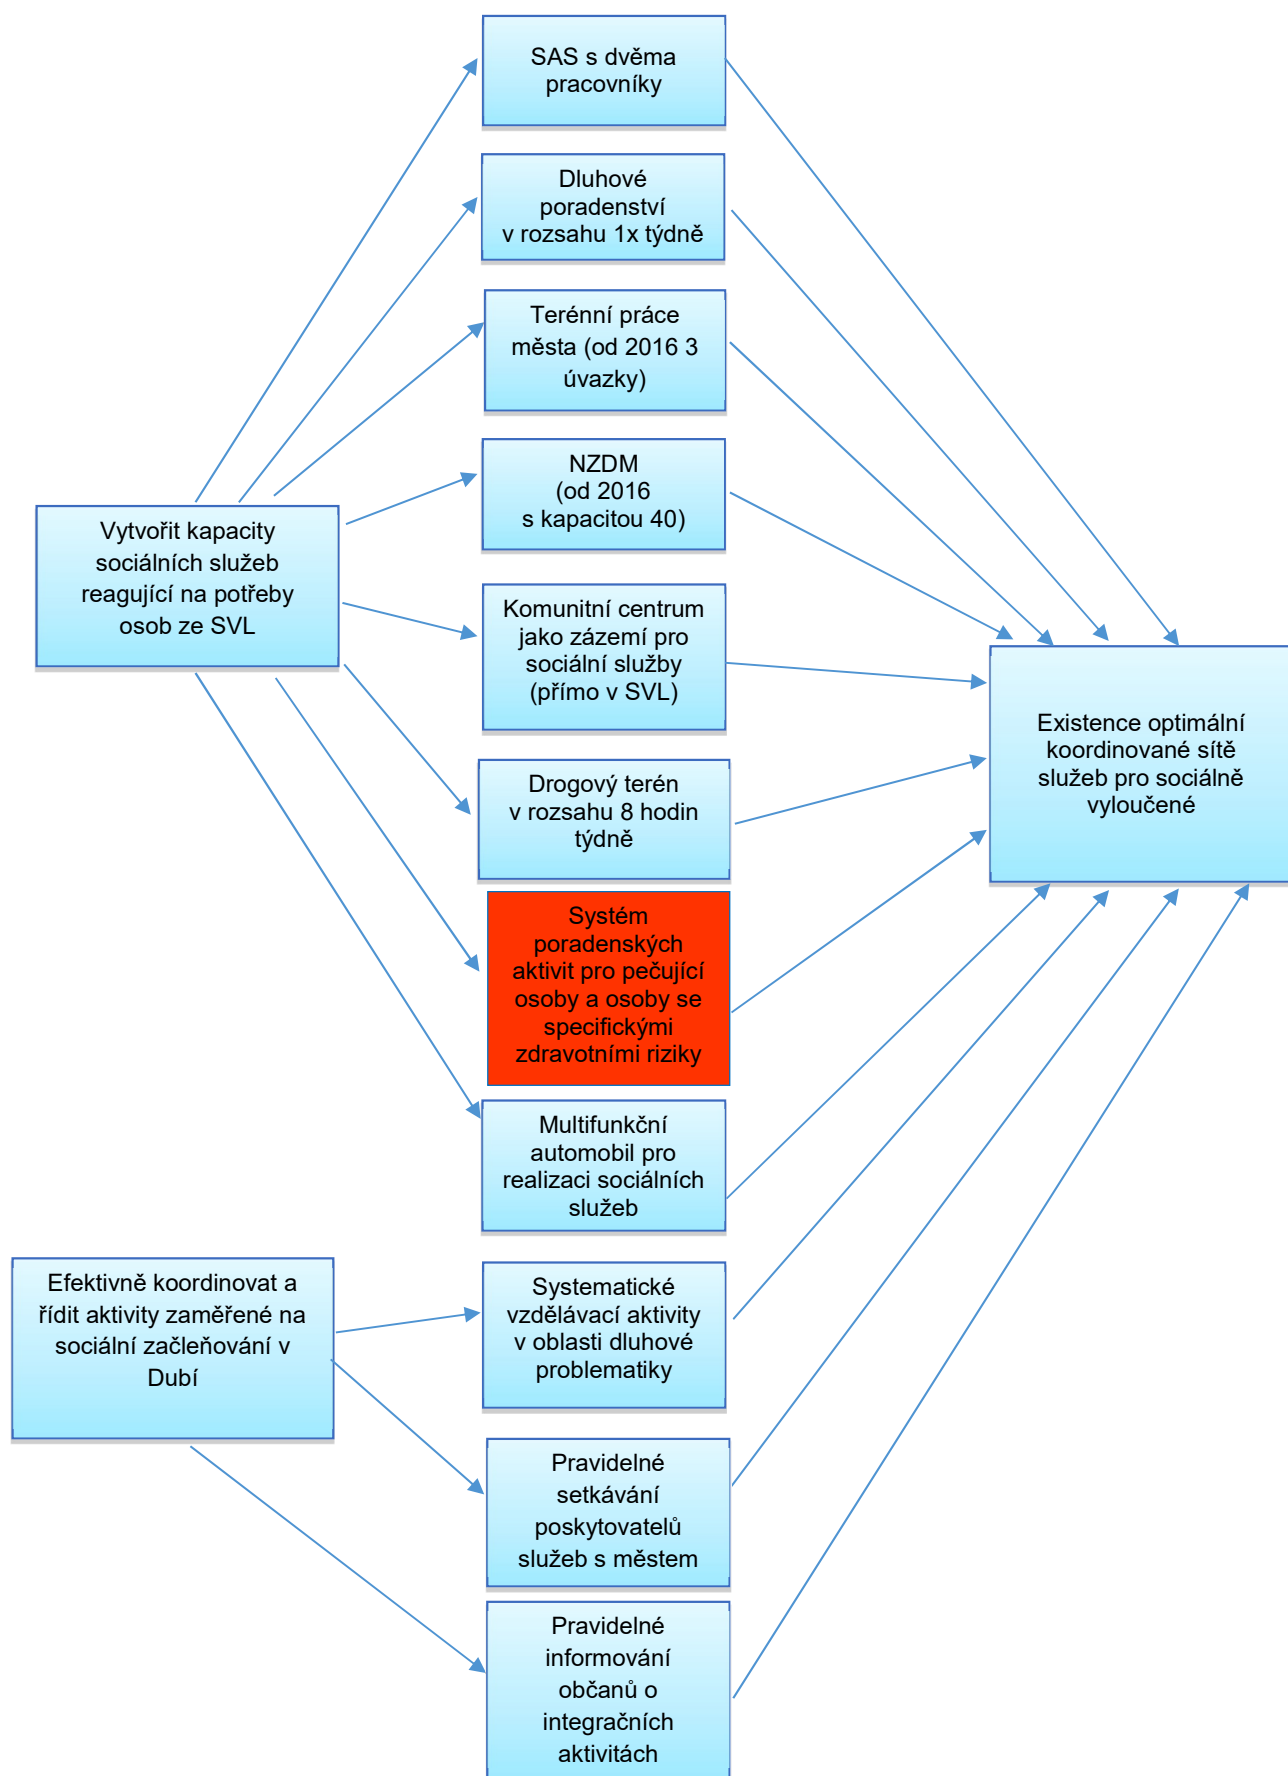 SAS s dvěma
pracovníky
Dluhové
poradenství
v rozsahu 1x týdně
Terénní práce
města (od 2016 3
úvazky)
NZDM
(od 2016
s kapacitou 40)
Vytvořit kapacity
sociálních služeb
reagující na potřeby
osob ze SVL
Komunitní centrum
jako zázemí pro
sociální služby
(přímo v SVL)
Existence optimální
koordinované sítě
služeb pro sociálně
vyloučené
Drogový terén
v rozsahu 8 hodin
týdně
Systém
poradenských
aktivit pro pečující
osoby a osoby se
specifickými
zdravotními riziky
Multifunkční
automobil pro
realizaci sociálních
služeb
Efektivně koordinovat a
řídit aktivity zaměřené na
sociální začleňování v
Dubí
Systematické
vzdělávací aktivity
v oblasti dluhové
problematiky
Pravidelné
setkávání
poskytovatelů
služeb s městem
Pravidelné
informování
občanů o
integračních
aktivitách